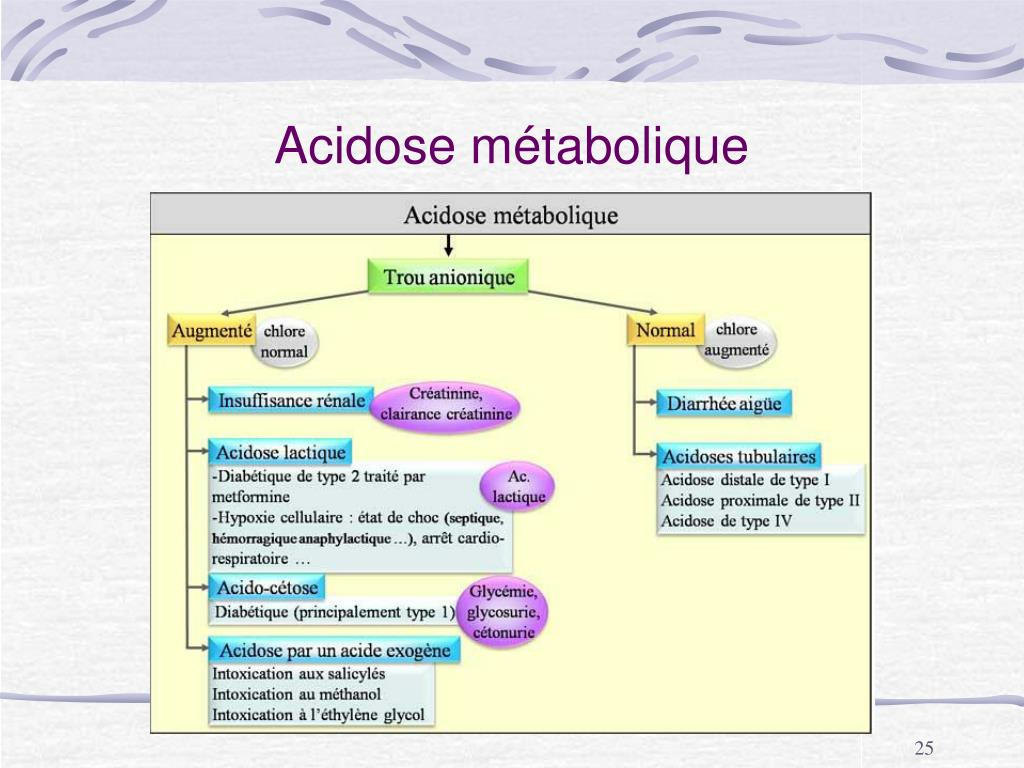 Acidose métabolique
Acidose métabolique
Trou anionique
Augmenté
chlore
normal
Insuffisance rénale
Créatinine,
clairance créatinine
Acidose lactique
-Diabétique de type 2 traité par
metformine
-Hypoxie cellulaire : état de choc (septique,
hémorragique anaphylactique …), arrêt cardio-
respiratoire …
Ac.
lactique
Acido-cétose
Diabétique (principalement type 1)
Glycémie,
glycosurie,
cétonurie
Acidose par un acide exogène
Intoxication aux salicylés
Intoxication au méthanol
Intoxication à l’éthylène glycol
Normal
chlore
augmenté
Diarrhée aigüe
Acidoses tubulaires
Acidose distale de type I
Acidose proximale de type II
Acidose de type IV
25